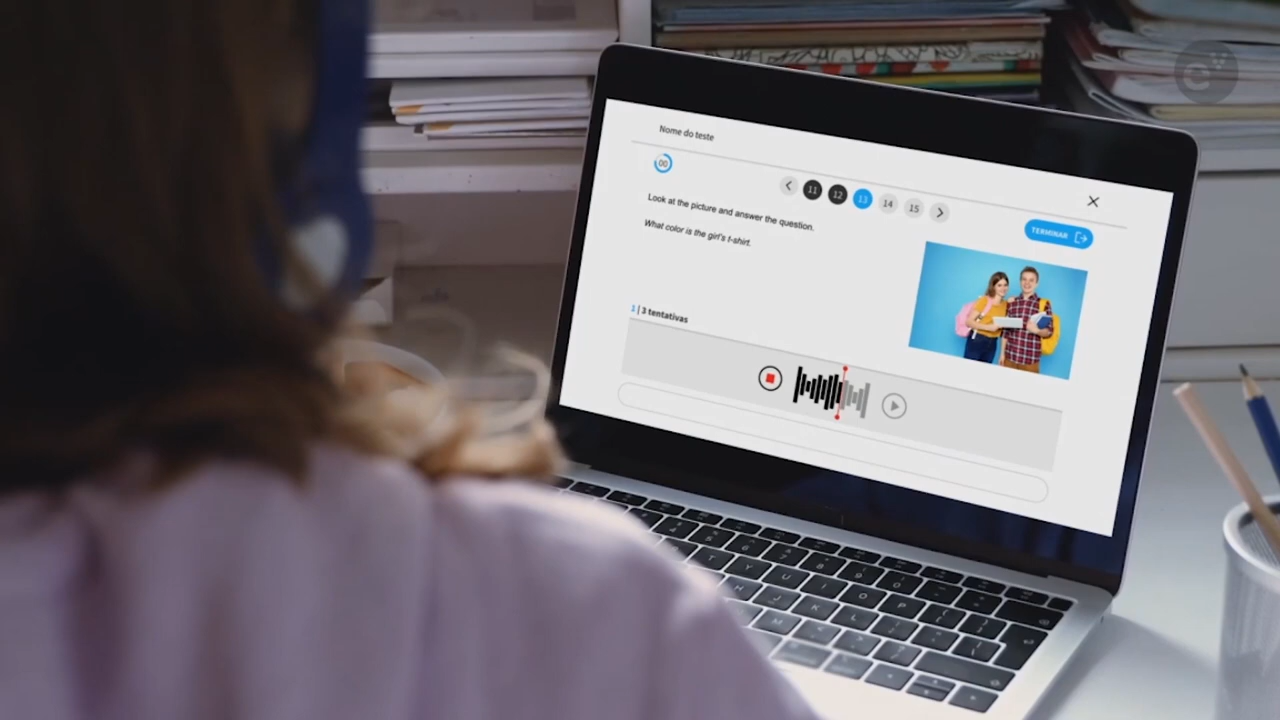 Nome do teste
00
11 12 13 14 15
TERMINAR
Look at the picture and answer the question.
What color is the girl's t-shirt.
1 | 3 tentativas